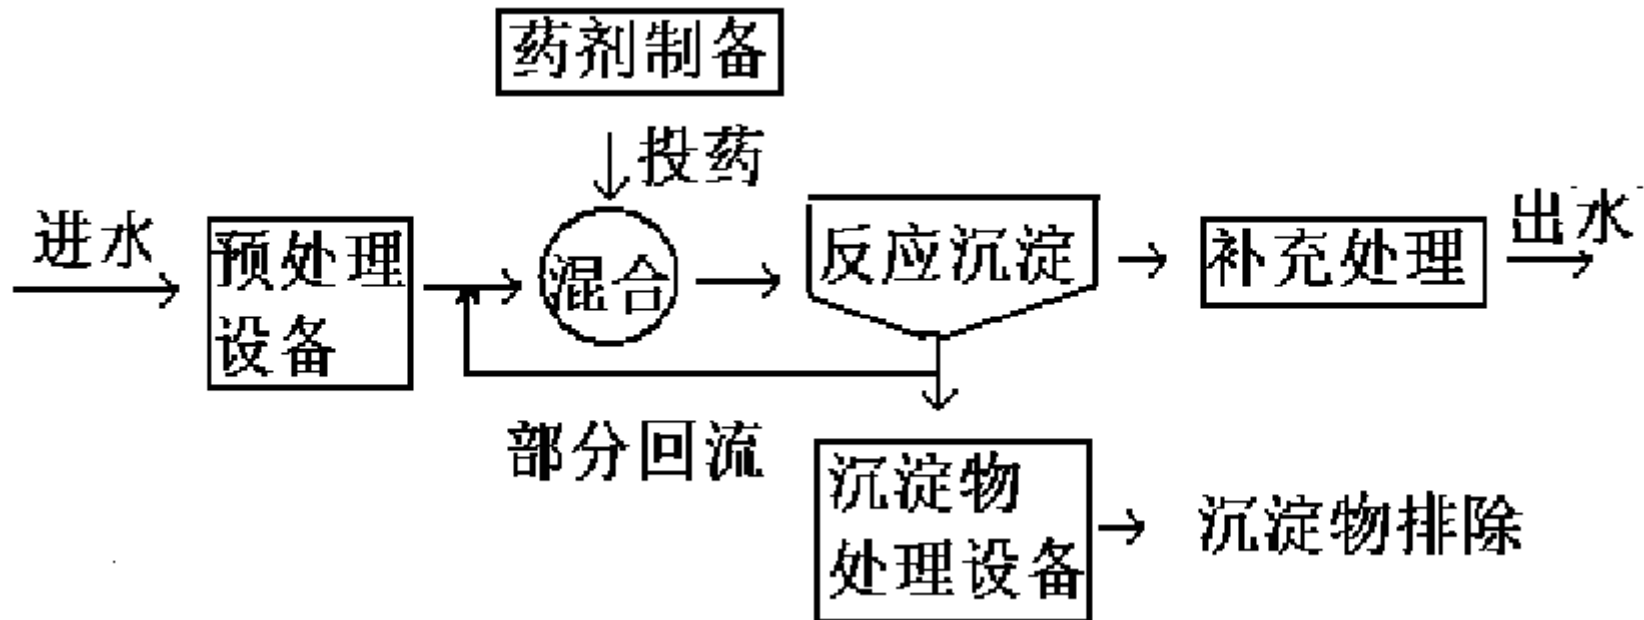 药剂制备
投药
进水
预处理
设备
混合
反应沉淀
补充处理
出水
部分回流
沉淀物
处理设备
沉淀物排除